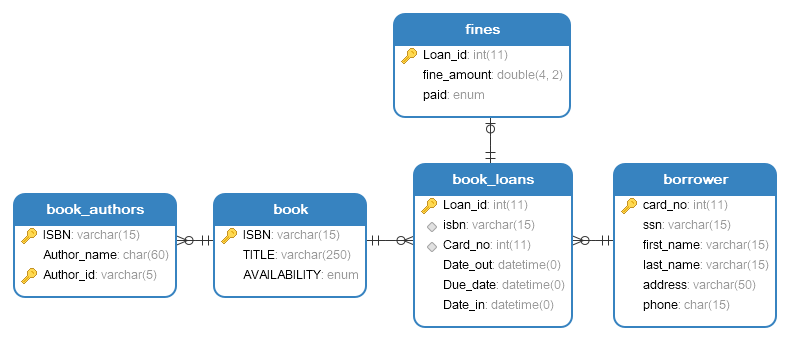 fines
Loan_id: int(11)
fine_amount: double(4, 2)
paid: enum
book_authors
ISBN: varchar(15)
Author_name: char(60)
Author_id: varchar(5)
book
ISBN: varchar(15)
TITLE: varchar(250)
AVAILABILITY: enum
book_loans
Loan_id: int(11)
isbn: varchar(15)
Card_no: int(11)
Date_out: datetime(0)
Due_date: datetime(0)
Date_in: datetime(0)
borrower
card_no: int(11)
ssn: varchar(15)
first_name: varchar(15)
last_name: varchar(15)
address: varchar(50)
phone: char(15)